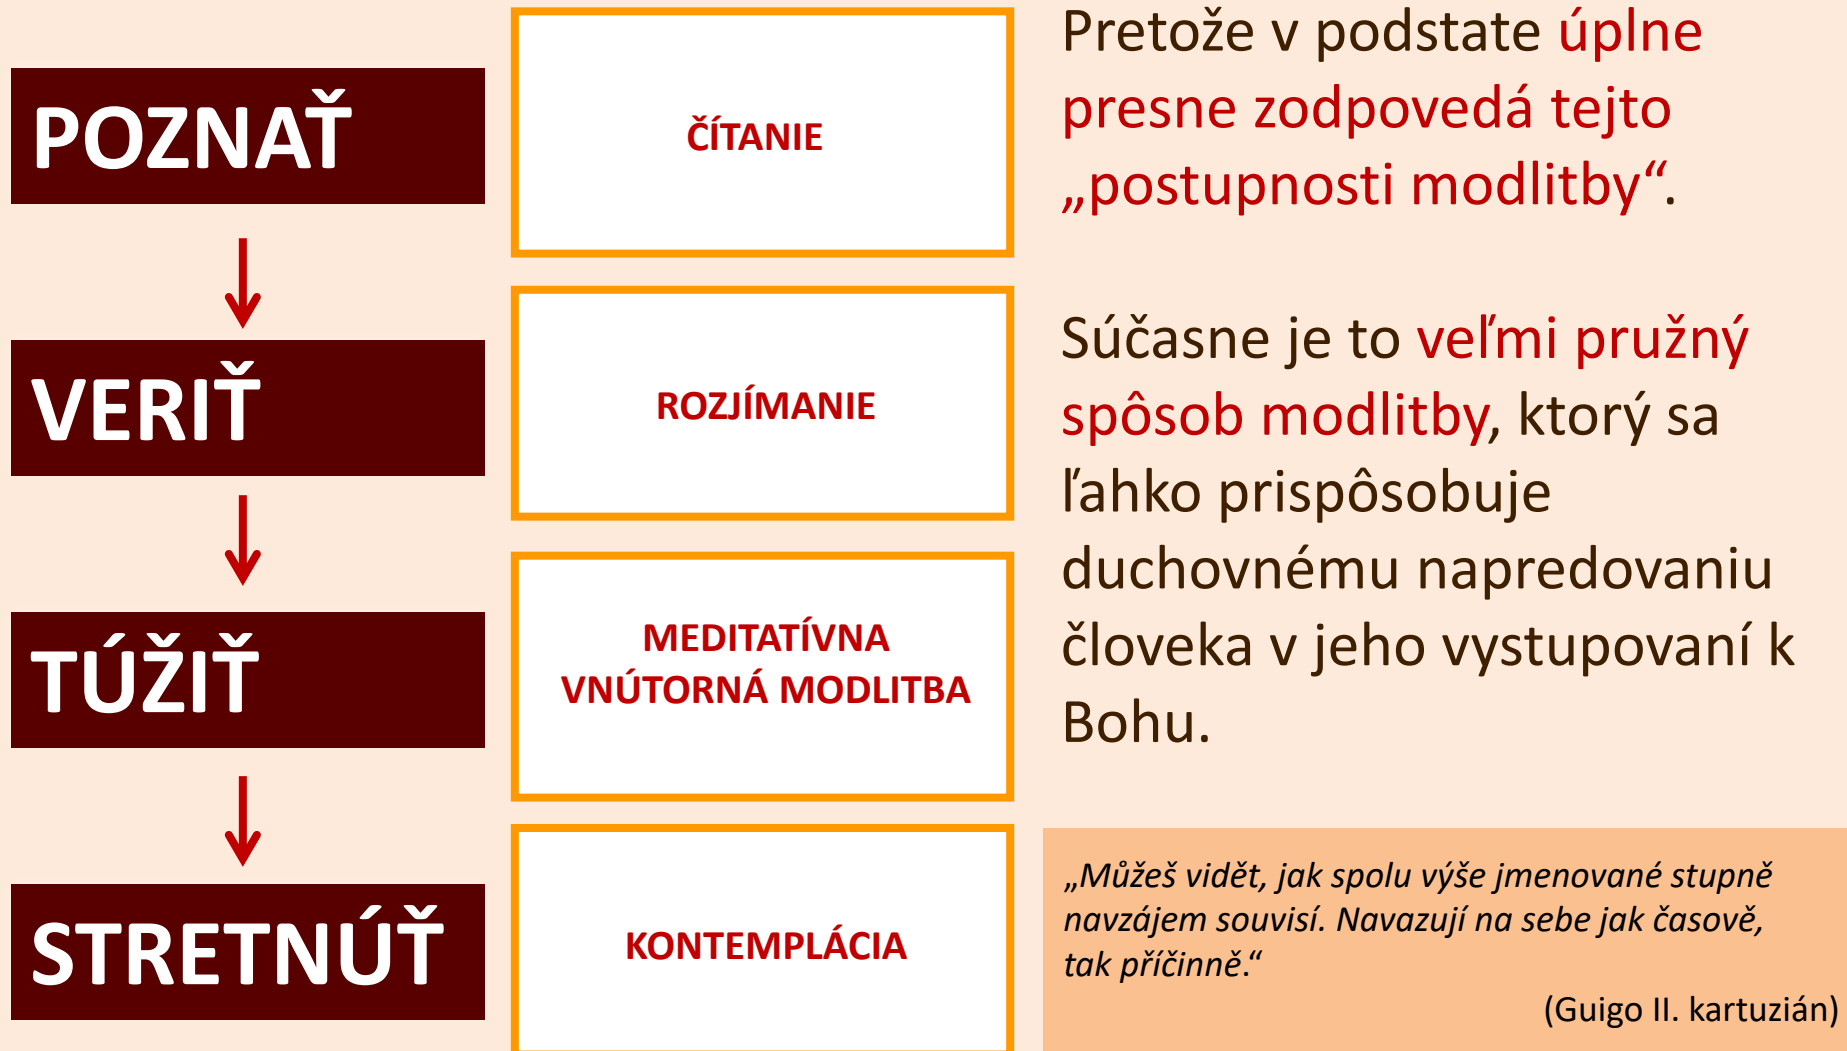 POZNAŤ
ČÍTANIE
VERIŤ
ROZJÍMANIE
TÚŽIŤ
MEDITATÍVNA
VNÚTORNÁ MODLITBA
STRETNÚŤ
KONTEMPLÁCIA
Pretože v podstate úplne
presne zodpovedá tejto
„postupnosti modlitby“.
Súčasne je to veľmi pružný
spôsob modlitby, ktorý sa
ľahko prispôsobuje
duchovnému napredovaniu
človeka v jeho vystupovaní k
Bohu.
„Můžeš vidět, jak spolu výše jmenované stupně
navzájem souvisí. Navazují na sebe jak časově,
tak příčinně.“
(Guigo II. kartuzián)